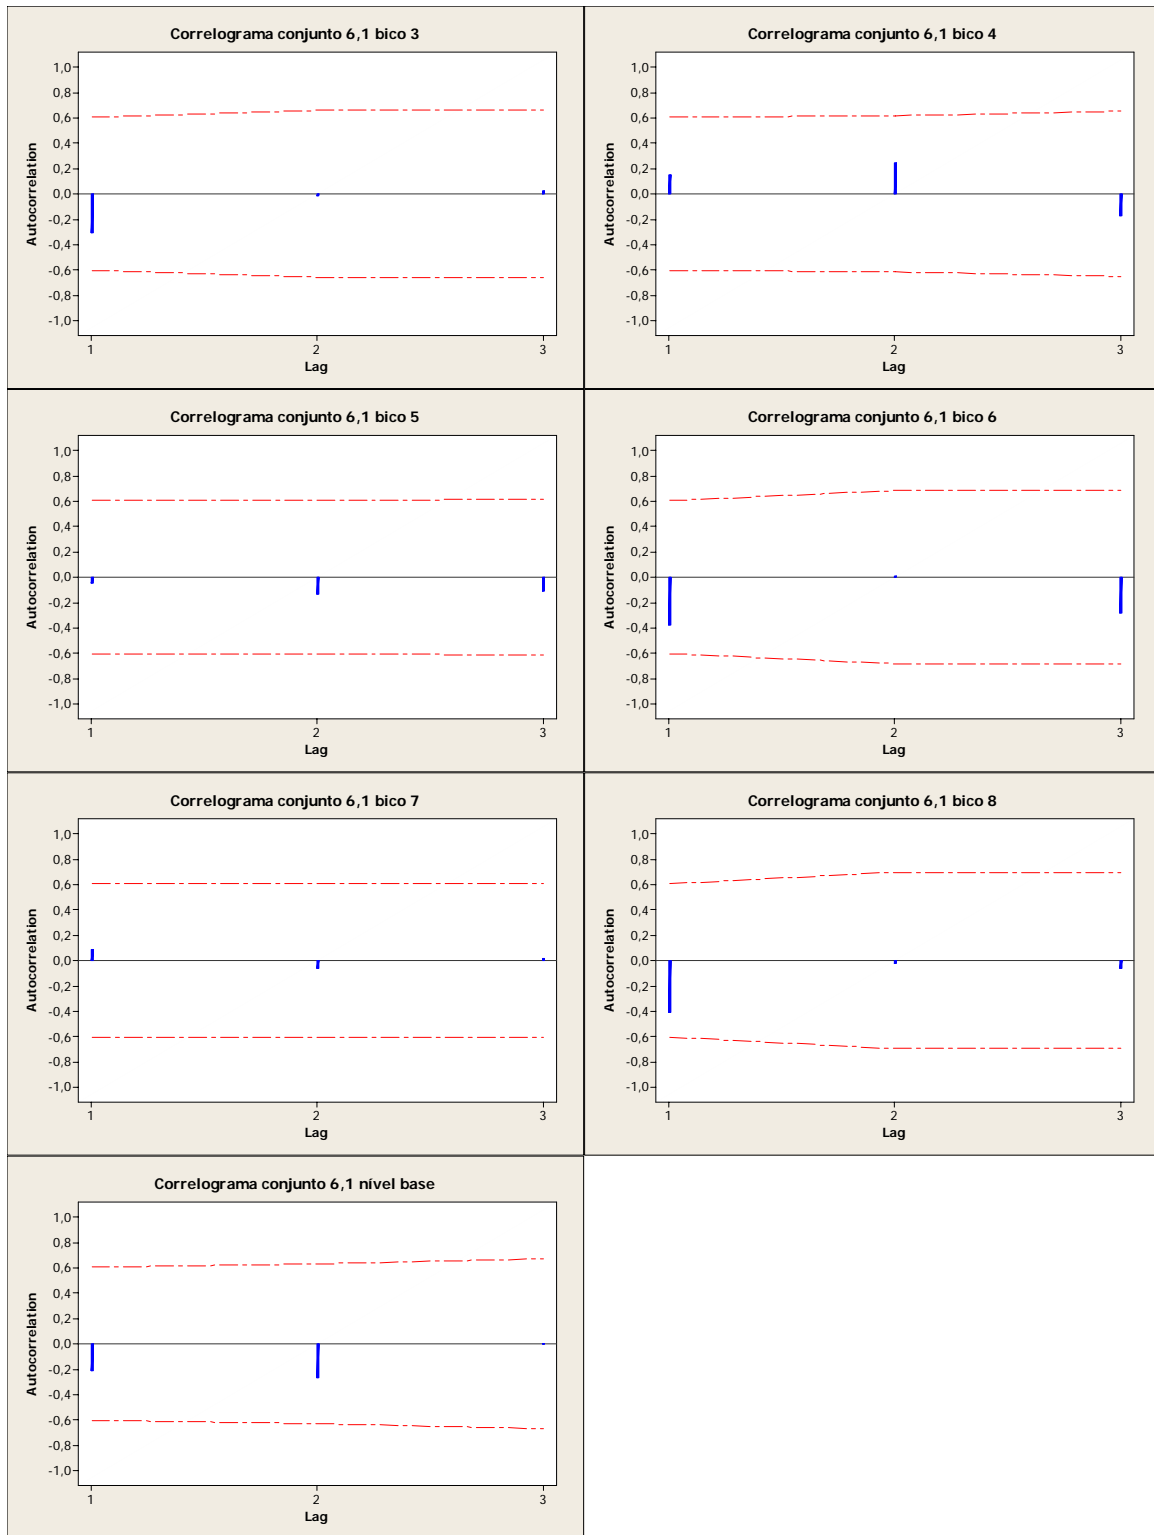 Correlograma conjunto 6,1 bico 3
1,0
0,8
0,6
0,4
0,2
0,0
-0,2
-0,4
-0,6
-0,8
-1,0
Autocorrelation
1 2 3
Lag
Correlograma conjunto 6,1 bico 4
1,0
0,8
0,6
0,4
0,2
0,0
-0,2
-0,4
-0,6
-0,8
-1,0
Autocorrelation
1 2 3
Lag
Correlograma conjunto 6,1 bico 5
1,0
0,8
0,6
0,4
0,2
0,0
-0,2
-0,4
-0,6
-0,8
-1,0
Autocorrelation
1 2 3
Lag
Correlograma conjunto 6,1 bico 6
1,0
0,8
0,6
0,4
0,2
0,0
-0,2
-0,4
-0,6
-0,8
-1,0
Autocorrelation
1 2 3
Lag
Correlograma conjunto 6,1 bico 7
1,0
0,8
0,6
0,4
0,2
0,0
-0,2
-0,4
-0,6
-0,8
-1,0
Autocorrelation
1 2 3
Lag
Correlograma conjunto 6,1 bico 8
1,0
0,8
0,6
0,4
0,2
0,0
-0,2
-0,4
-0,6
-0,8
-1,0
Autocorrelation
1 2 3
Lag
Correlograma conjunto 6,1 nível base
1,0
0,8
0,6
0,4
0,2
0,0
-0,2
-0,4
-0,6
-0,8
-1,0
Autocorrelation
1 2 3
Lag